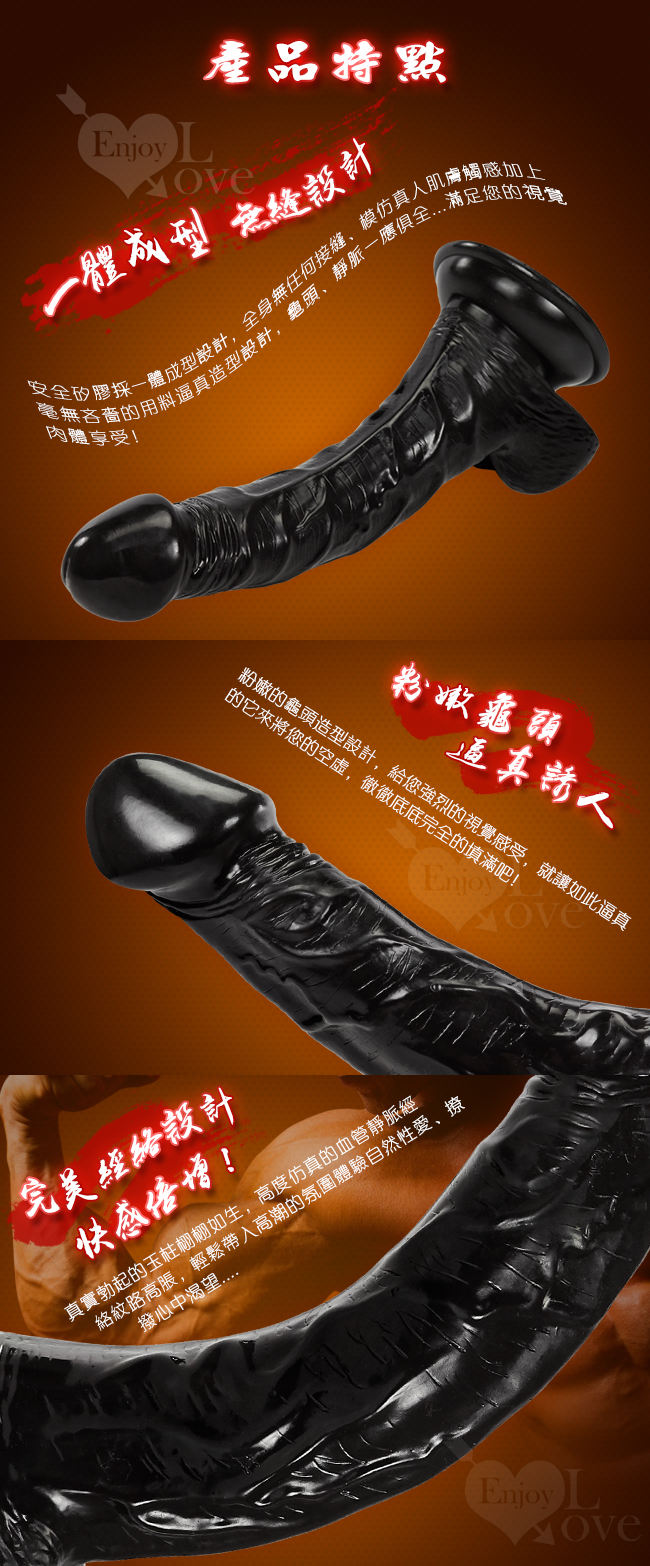 產品特點
Enjoy Love
一體成型 無縫設計
安全矽膠採一體成型設計, 全身無任何接縫, 模仿真人肌膚觸感加上
毫無吝嗇的用料逼真造型設計, 龜頭、靜脈一應俱全...滿足您的視覺
肉體享受!
粉嫩龜頭
逼真誘人
粉嫩的龜頭造型設計, 給您強烈的視覺感受, 就讓如此逼真
的它來將您的空虛, 徹徹底底完全的填滿吧!
Enjoy Love
完美經絡設計
快感倍增!
真實勃起的玉柱栩栩如生, 高度仿真的血管靜脈經
絡紋路高脹, 輕鬆帶入高潮的氛圍體驗自然性愛、撩
撥心中渴望....
Enjoy Love